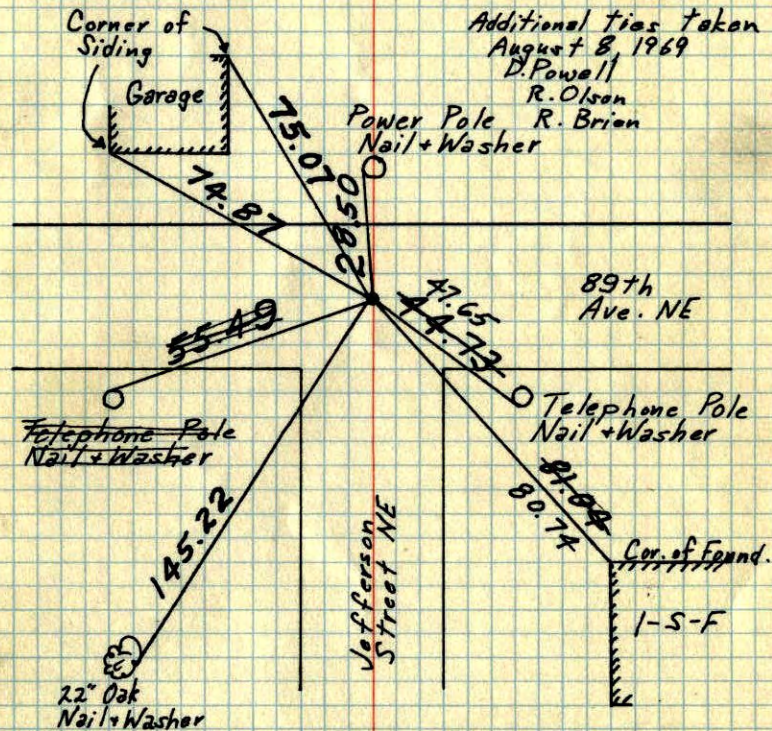 Corner of
Siding
Garage
Additional ties taken
August 8, 1969
D. Powell
R. Olson
R. Brien
Power Pole
Nail + Washer
75.07
74.87
28.50
89th
Ave. NE
47.65
44.73
55.49
Telephone Pole
Nail + Washer
Telephone Pole
Nail + Washer
81.04
80.74
Cor. of Found.
1-S-F
145.22
Jefferson
Street NE
22" Oak
Nail + Washer